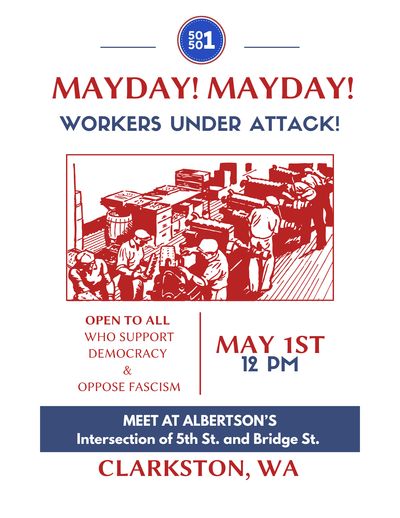 50
50
1
MAYDAY! MAYDAY!
WORKERS UNDER ATTACK!
OPEN TO ALL
WHO SUPPORT
DEMOCRACY
&
OPPOSE FASCISM
MAY 1ST
12 PM
MEET AT ALBERTSON'S
Intersection of 5th St. and Bridge St.
CLARKSTON, WA